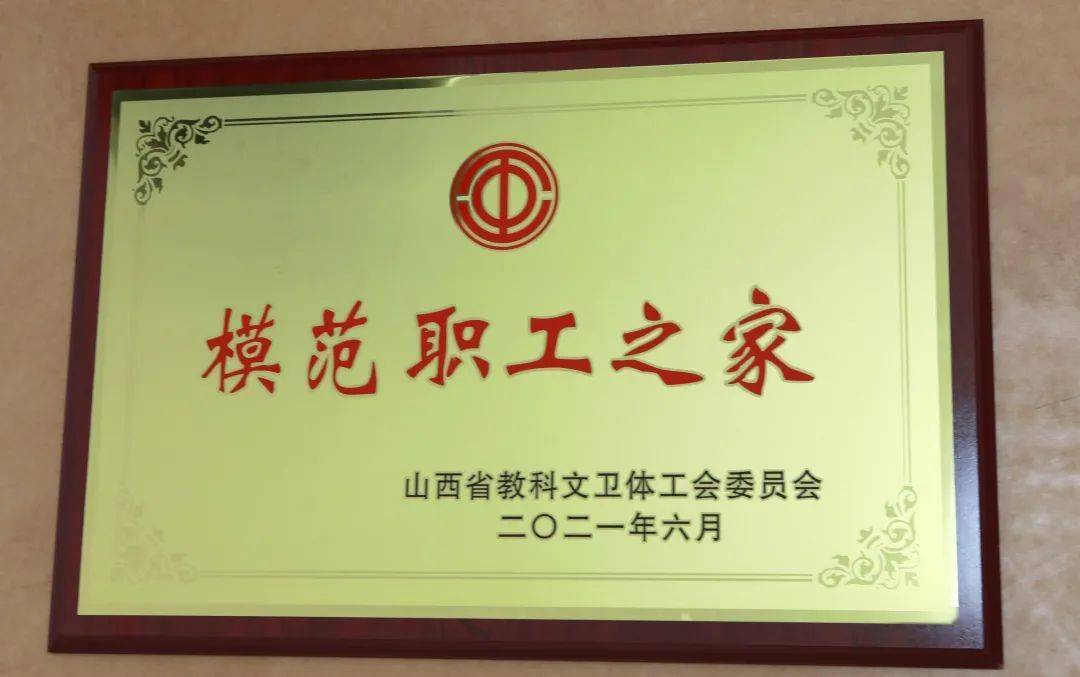 模范职工之家
山西省教科文卫体工会委员会
二〇二一年六月